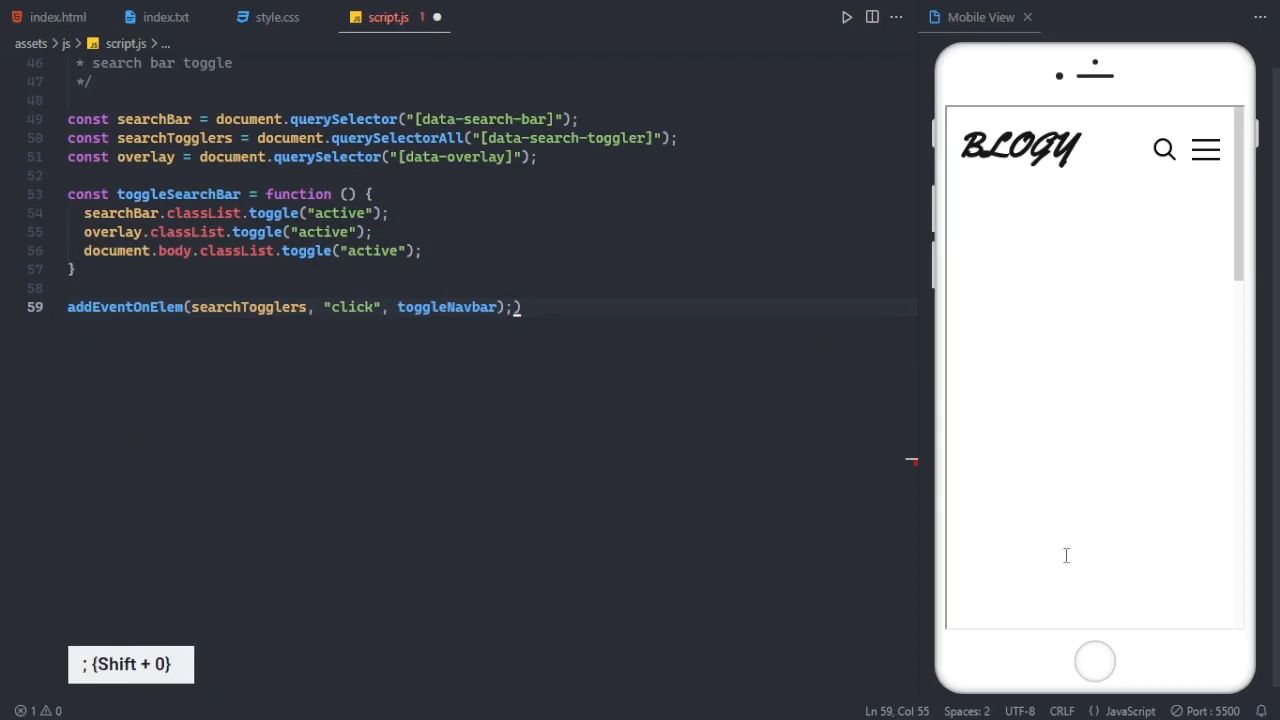 index.html
index.txt
style.css
script.js 1
Mobile View
assets > js > script.js > ...
46 * search bar toggle
47 */
48
49 const searchBar = document.querySelector("[data-search-bar]");
50 const searchTogglers = document.querySelectorAll("[data-search-toggler]");
51 const overlay = document.querySelector("[data-overlay]");
52
53 const toggleSearchBar = function () {
54 searchBar.classList.toggle("active");
55 overlay.classList.toggle("active");
56 document.body.classList.toggle("active");
57 }
58
59 addEventOnElem(searchTogglers, "click", toggleNavbar);)
BLOGY
; {Shift + 0}
1 0
Ln 59, Col 55
Spaces: 2
UTF-8
CRLF
{ } JavaScript
Port : 5500